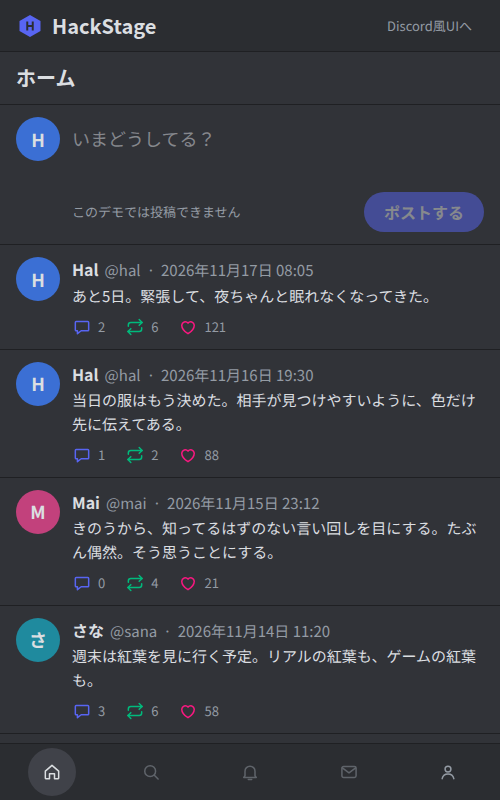 HackStage
Discord風UIへ
ホーム
H
いまどうしてる？
このデモでは投稿できません
ポストする
H
Hal @hal · 2026年11月17日 08:05
あと5日。緊張して、夜ちゃんと眠れなくなってきた。
2 6 121
H
Hal @hal · 2026年11月16日 19:30
当日の服はもう決めた。相手が見つけやすいように、色だけ
先に伝えてある。
1 2 88
M
Mai @mai · 2026年11月15日 23:12
きのうから、知ってるはずのない言い回しを目にする。たぶ
ん偶然。そう思うことにする。
0 4 21
さ
さな @sana · 2026年11月14日 11:20
週末は紅葉を見に行く予定。リアルの紅葉も、ゲームの紅葉
も。
3 6 58